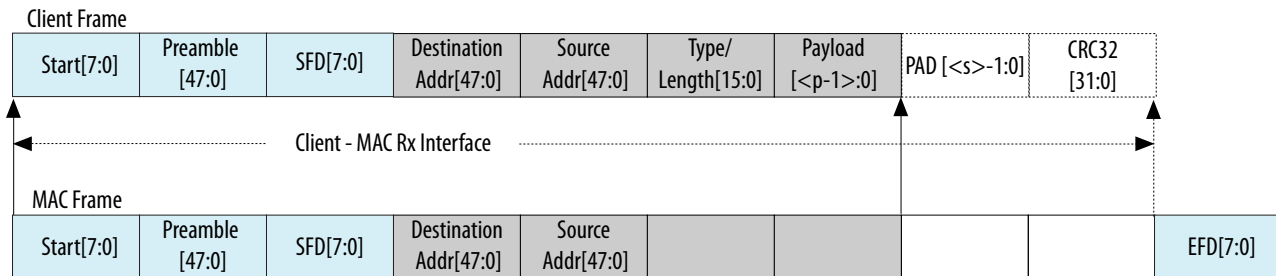 Client Frame
Start[7:0]
Preamble
[47:0]
SFD[7:0]
Destination
Addr[47:0]
Source
Addr[47:0]
Type/
Length[15:0]
Payload
[<p-1>:0]
PAD [<s>-1:0]
CRC32
[31:0]
Client - MAC Rx Interface
MAC Frame
Start[7:0]
Preamble
[47:0]
SFD[7:0]
Destination
Addr[47:0]
Source
Addr[47:0]
EFD[7:0]